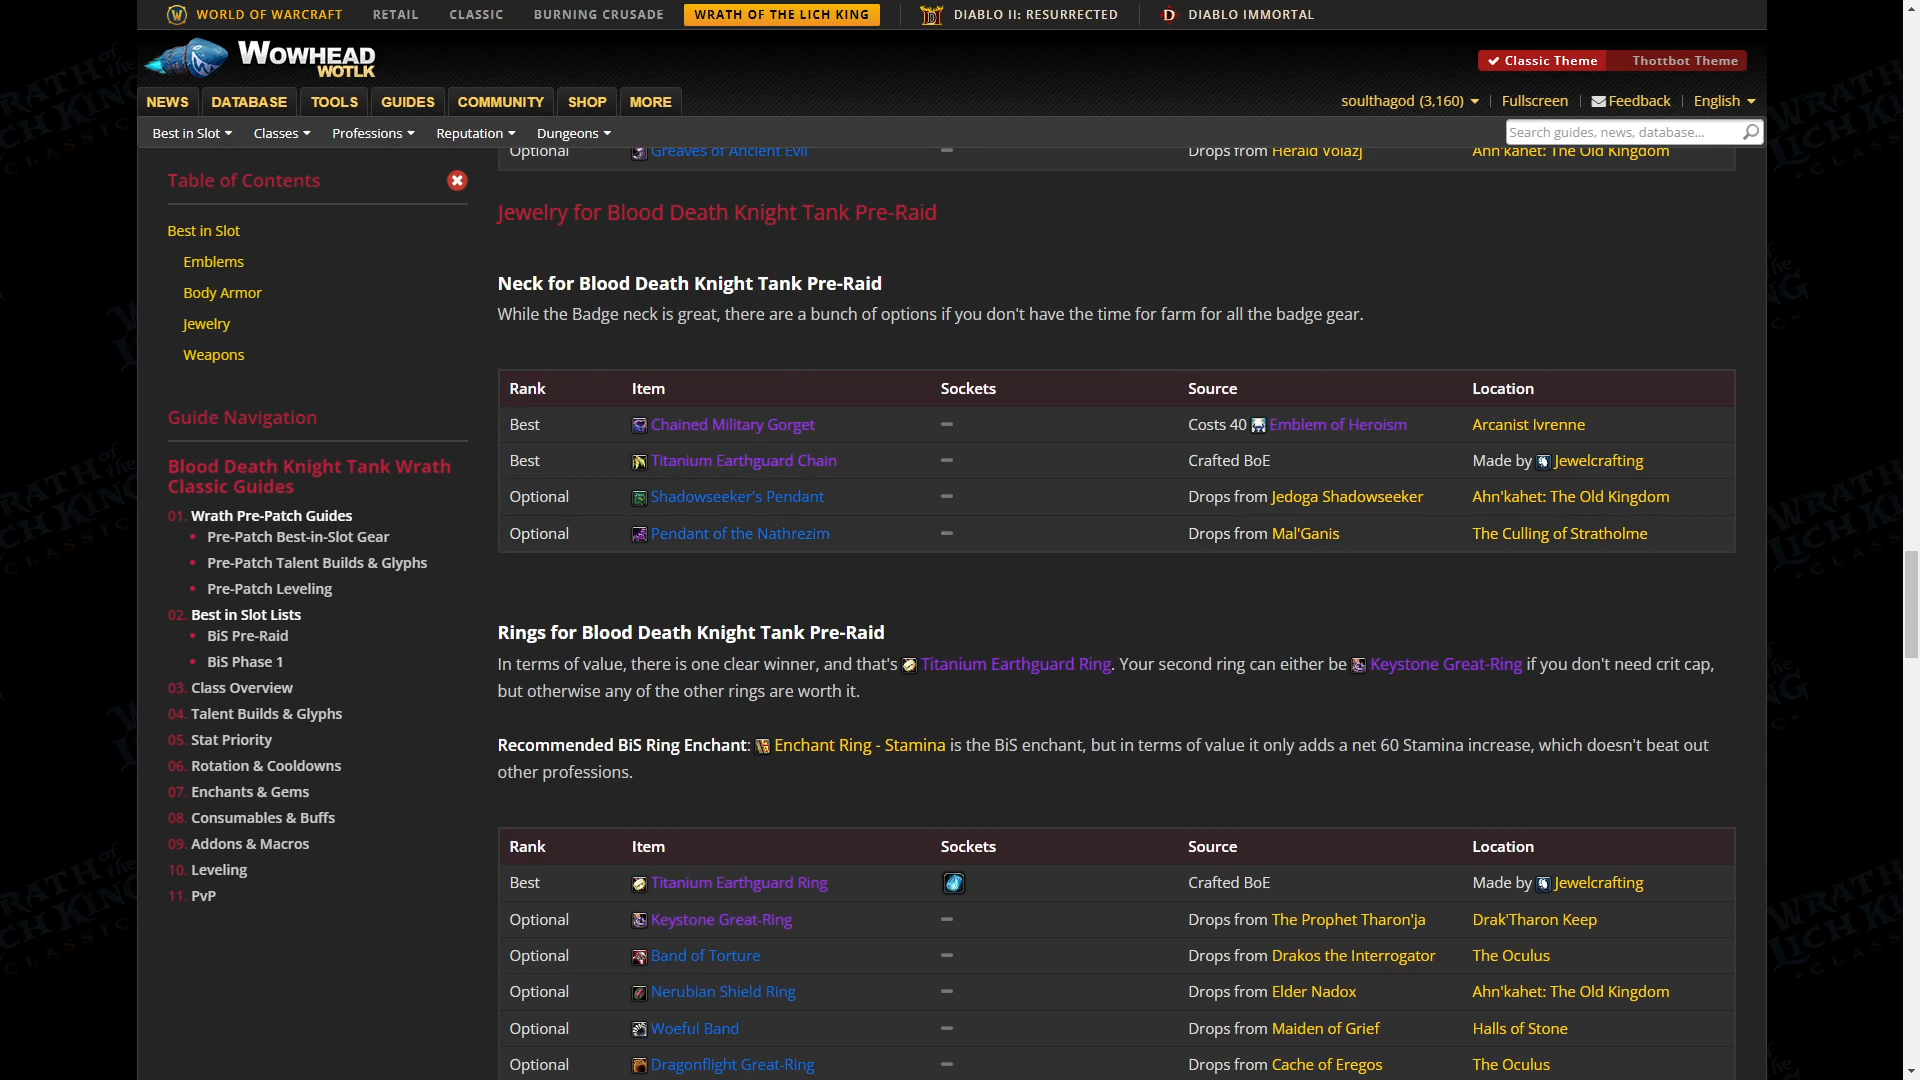 WORLD OF WARCRAFT RETAIL CLASSIC BURNING CRUSADE WRATH OF THE LICH KING DIABLO II: RESURRECTED DIABLO IMMORTAL
WOWHEAD
WOTLK
Classic Theme Thottbot Theme
NEWS DATABASE TOOLS GUIDES COMMUNITY SHOP MORE
soulthagod (3,160) Fullscreen Feedback English
Best in Slot Classes Professions Reputation Dungeons
Search guides, news, database...
Optional Greaves of Ancient Evil – Drops from Herald Volazj Ahn'kahet: The Old Kingdom
Table of Contents
Best in Slot
Emblems
Body Armor
Jewelry
Weapons
Guide Navigation
Blood Death Knight Tank Wrath
Classic Guides
01. Wrath Pre-Patch Guides
• Pre-Patch Best-in-Slot Gear
• Pre-Patch Talent Builds & Glyphs
• Pre-Patch Leveling
02. Best in Slot Lists
• BiS Pre-Raid
• BiS Phase 1
03. Class Overview
04. Talent Builds & Glyphs
05. Stat Priority
06. Rotation & Cooldowns
07. Enchants & Gems
08. Consumables & Buffs
09. Addons & Macros
10. Leveling
11. PvP
Jewelry for Blood Death Knight Tank Pre-Raid
Neck for Blood Death Knight Tank Pre-Raid
While the Badge neck is great, there are a bunch of options if you don't have the time for farm for all the badge gear.
Rank Item Sockets Source Location
Best Chained Military Gorget – Costs 40 Emblem of Heroism Arcanist Ivrenne
Best Titanium Earthguard Chain – Crafted BoE Made by Jewelcrafting
Optional Shadowseeker's Pendant – Drops from Jedoga Shadowseeker Ahn'kahet: The Old Kingdom
Optional Pendant of the Nathrezim – Drops from Mal'Ganis The Culling of Stratholme
Rings for Blood Death Knight Tank Pre-Raid
In terms of value, there is one clear winner, and that's Titanium Earthguard Ring. Your second ring can either be Keystone Great-Ring if you don't need crit cap,
but otherwise any of the other rings are worth it.
Recommended BiS Ring Enchant: Enchant Ring - Stamina is the BiS enchant, but in terms of value it only adds a net 60 Stamina increase, which doesn't beat out
other professions.
Rank Item Sockets Source Location
Best Titanium Earthguard Ring Crafted BoE Made by Jewelcrafting
Optional Keystone Great-Ring – Drops from The Prophet Tharon'ja Drak'Tharon Keep
Optional Band of Torture – Drops from Drakos the Interrogator The Oculus
Optional Nerubian Shield Ring – Drops from Elder Nadox Ahn'kahet: The Old Kingdom
Optional Woeful Band – Drops from Maiden of Grief Halls of Stone
Optional Dragonflight Great-Ring – Drops from Cache of Eregos The Oculus